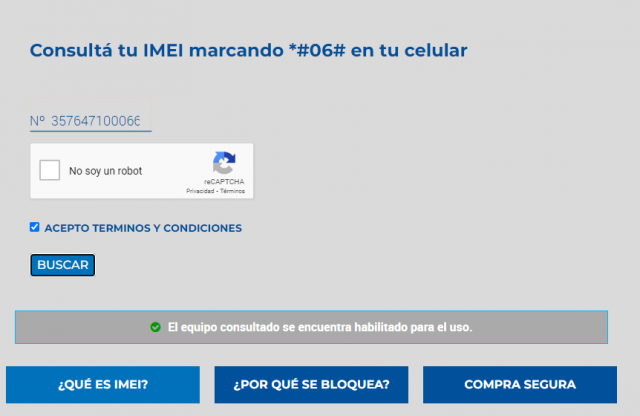 Consultá tu IMEI marcando *#06# en tu celular
Nº 357647100066
No soy un robot
reCAPTCHA
Privacidad - Términos
ACEPTO TERMINOS Y CONDICIONES
BUSCAR
El equipo consultado se encuentra habilitado para el uso.
¿QUÉ ES IMEI?
¿POR QUÉ SE BLOQUEA?
COMPRA SEGURA